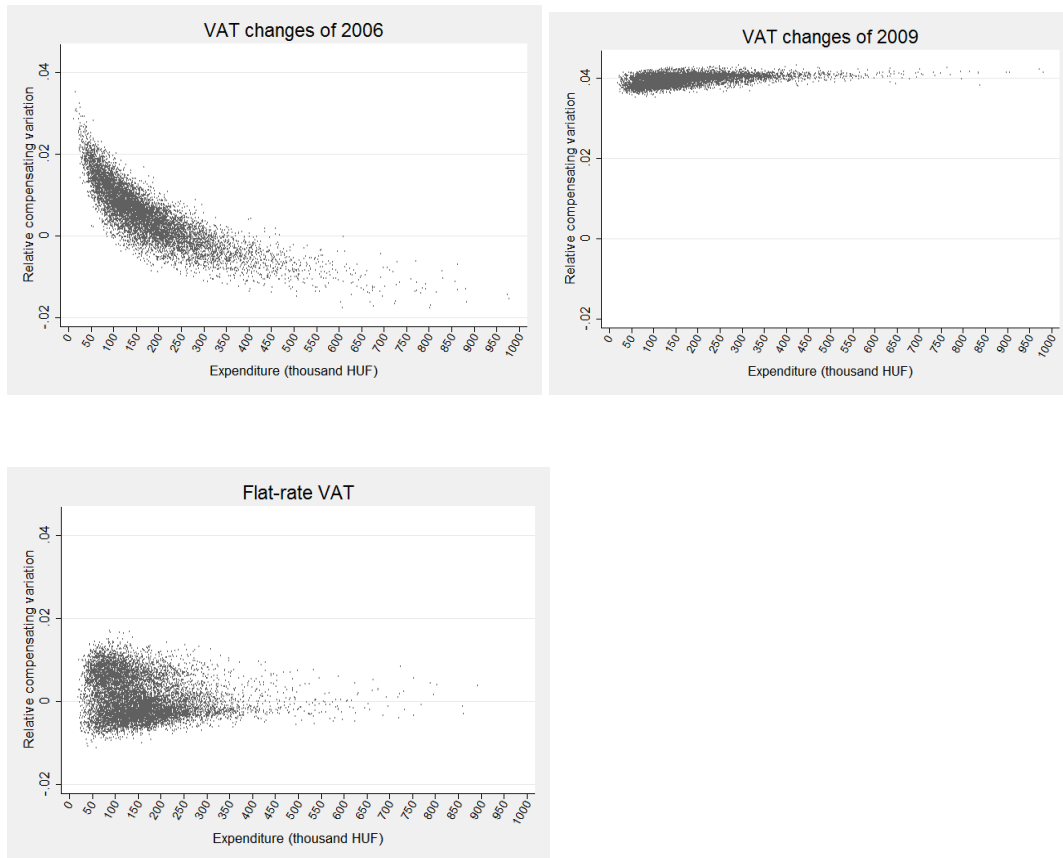 VAT changes of 2006
Relative compensating variation
.04
.02
0
-.02
0 50 100 150 200 250 300 350 400 450 500 550 600 650 700 750 800 850 900 950 1000
Expenditure (thousand HUF)
VAT changes of 2009
Relative compensating variation
.04
.02
0
-.02
0 50 100 150 200 250 300 350 400 450 500 550 600 650 700 750 800 850 900 950 1000
Expenditure (thousand HUF)
Flat-rate VAT
Relative compensating variation
.04
.02
0
-.02
0 50 100 150 200 250 300 350 400 450 500 550 600 650 700 750 800 850 900 950 1000
Expenditure (thousand HUF)